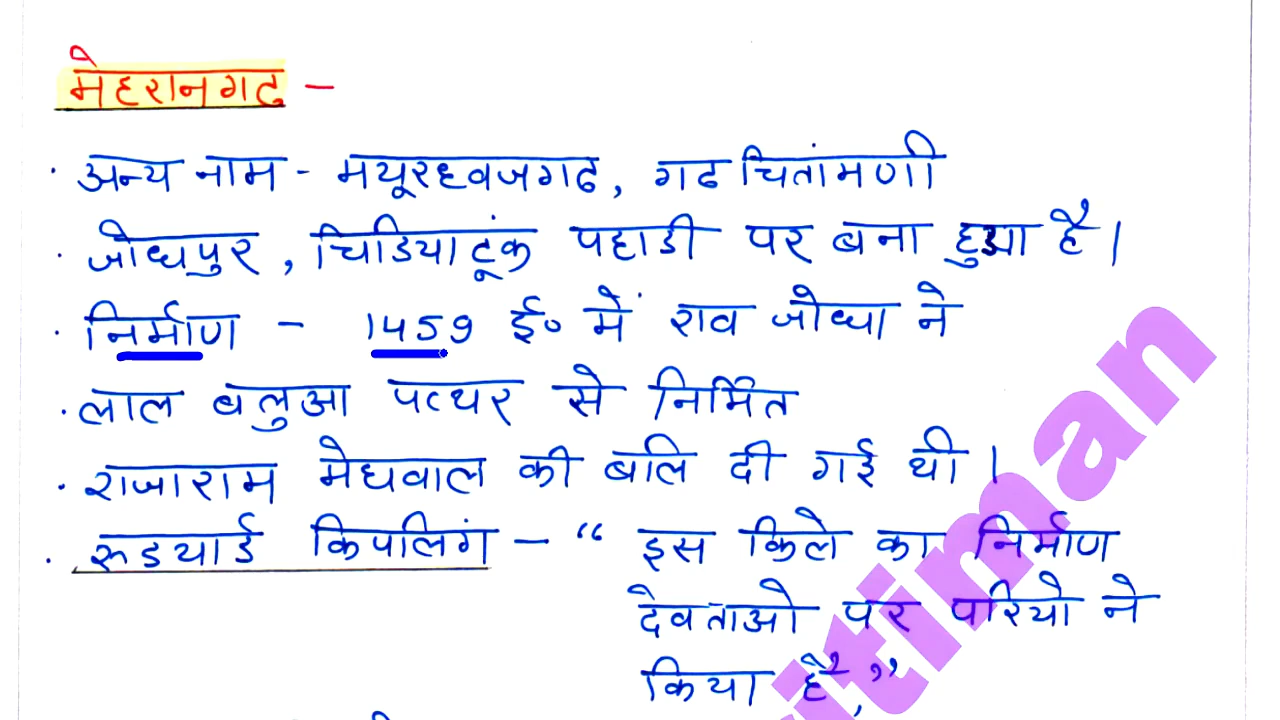 मेहरानगढ -
· अन्य नाम - मयूरध्वजगढ, गढ चितांमणी
· जोधपुर, चिडियाटूंक पहाडी पर बना हुआ है।
· निर्माण - 1459 ई० में राव जोधा ने
· लाल बलुआ पत्थर से निर्मित
· राजाराम मेघवाल की बलि दी गई थी।
· रूडयार्ड किपलिगं - “ इस किले का निर्माण
देवताओ पर परियो ने
किया है,”
itiman